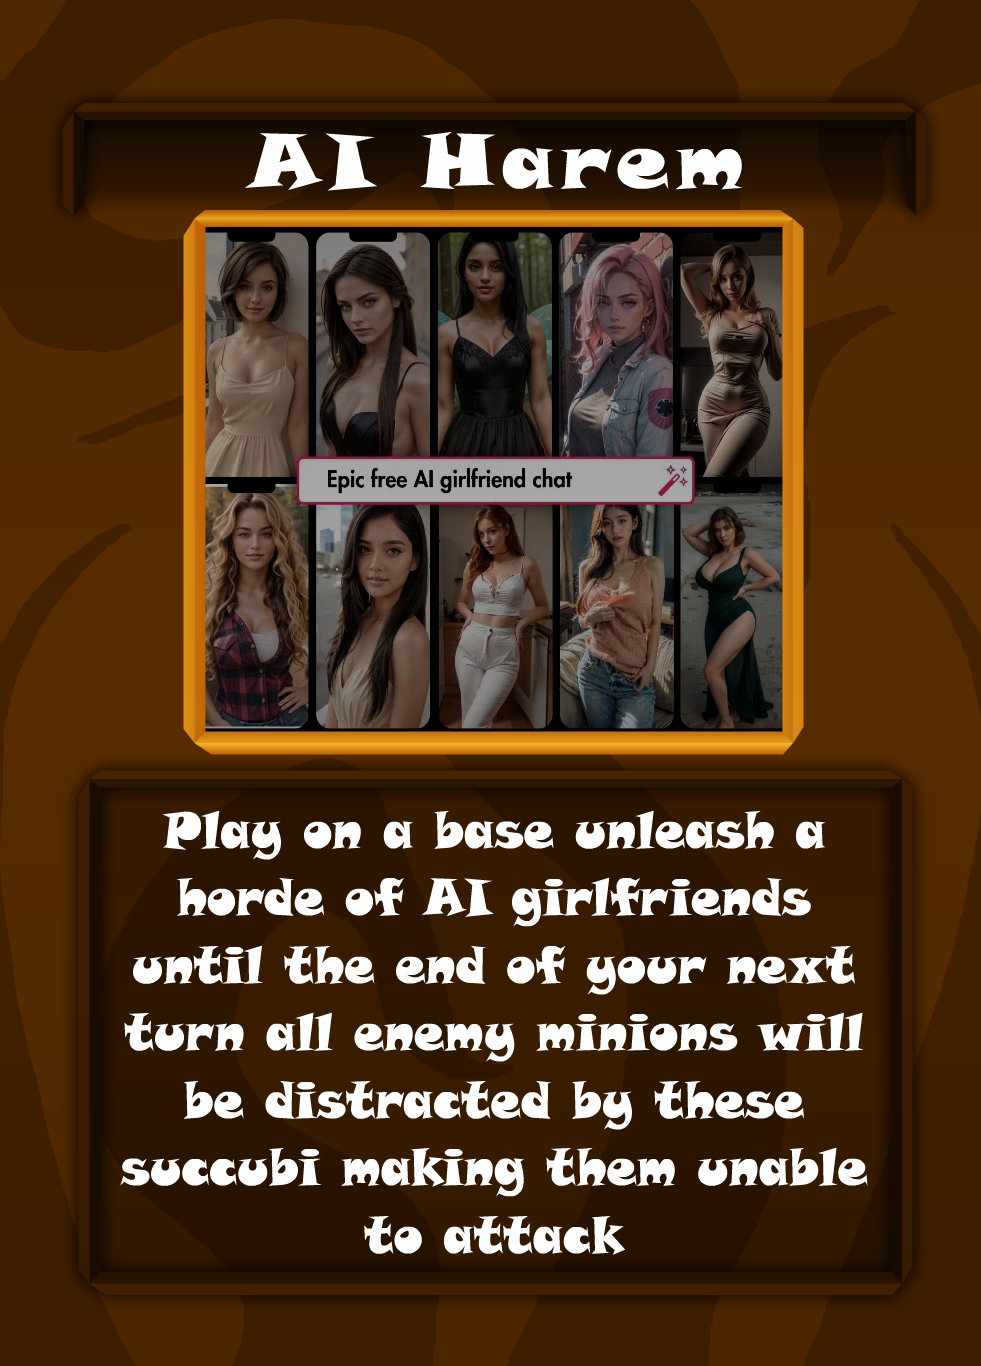 AI Harem
Epic free AI girlfriend chat
Play on a base unleash a
horde of AI girlfriends
until the end of your next
turn all enemy minions will
be distracted by these
succubi making them unable
to attack